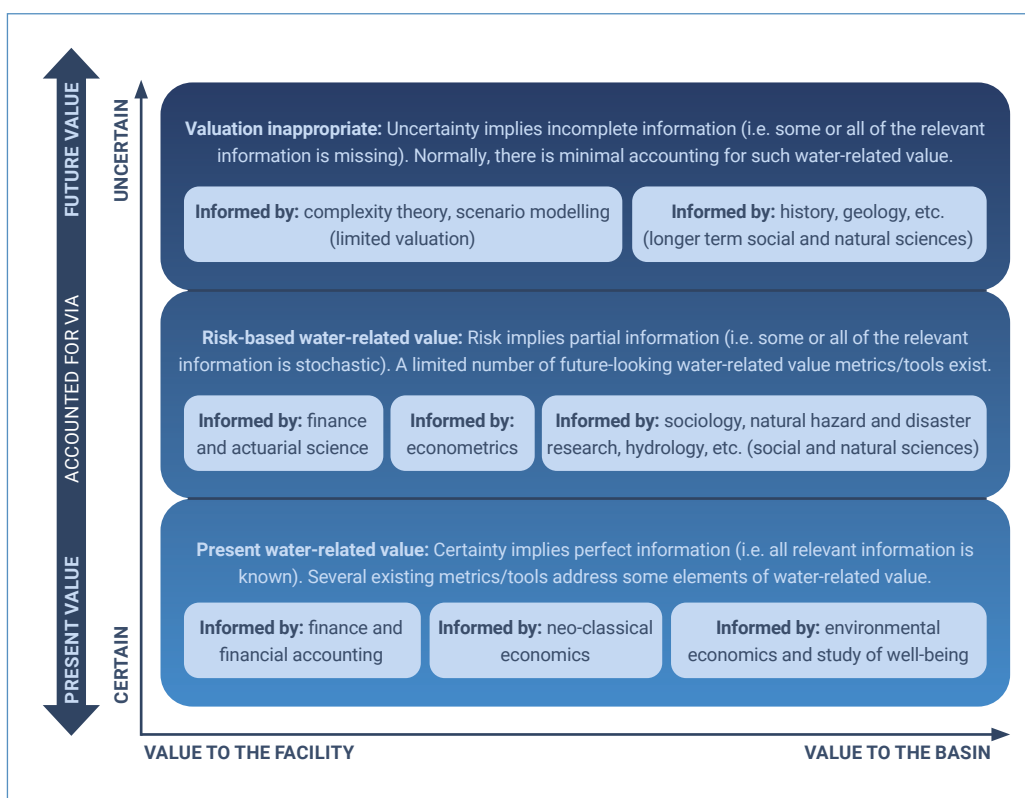 FUTURE VALUE
ACCOUNTED FOR VIA
PRESENT VALUE
UNCERTAIN
CERTAIN
Valuation inappropriate: Uncertainty implies incomplete information (i.e. some or all of the relevant
information is missing). Normally, there is minimal accounting for such water-related value.
Informed by: complexity theory, scenario modelling
(limited valuation)
Informed by: history, geology, etc.
(longer term social and natural sciences)
Risk-based water-related value: Risk implies partial information (i.e. some or all of the relevant
information is stochastic). A limited number of future-looking water-related value metrics/tools exist.
Informed by: finance
and actuarial science
Informed by:
econometrics
Informed by: sociology, natural hazard and disaster
research, hydrology, etc. (social and natural sciences)
Present water-related value: Certainty implies perfect information (i.e. all relevant information is
known). Several existing metrics/tools address some elements of water-related value.
Informed by: finance and
financial accounting
Informed by: neo-classical
economics
Informed by: environmental
economics and study of well-being
VALUE TO THE FACILITY
VALUE TO THE BASIN